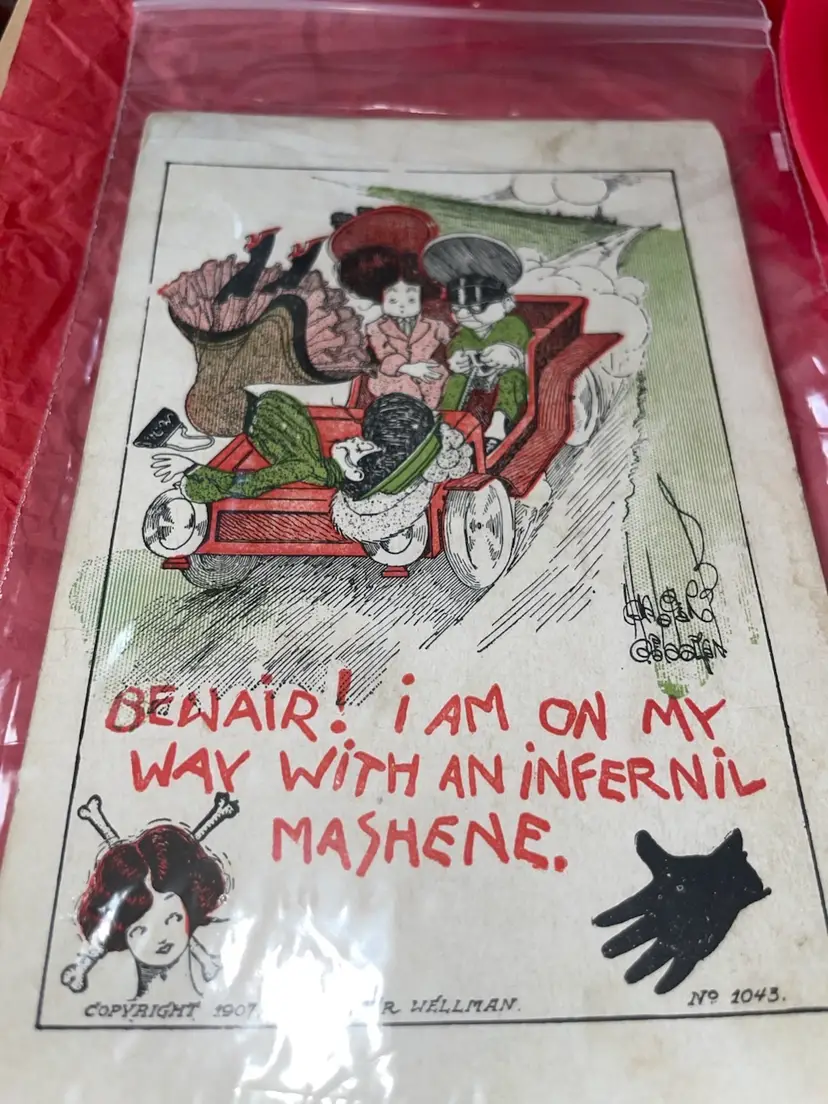 BEWAIR! i AM ON MY
WAY WITH AN iNFERNiL
MASHENE.
COPYRIGHT 1907 R WELLMAN.
Nº 1043.